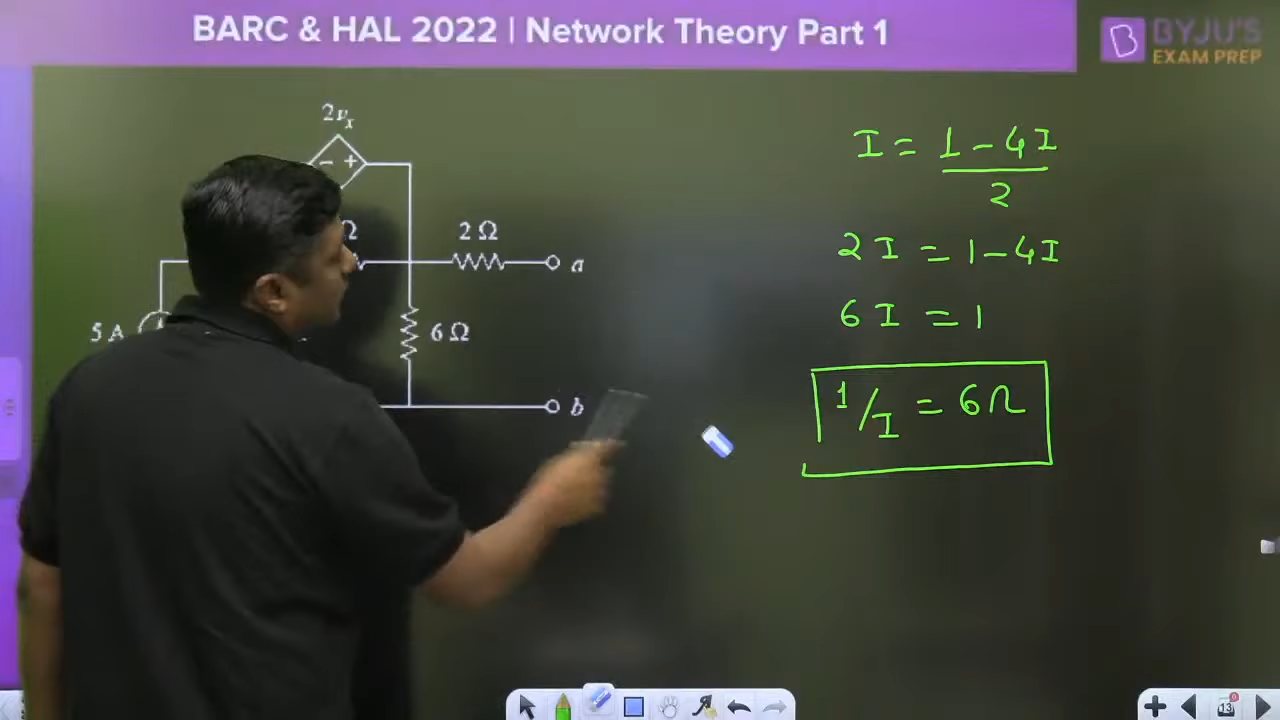 BARC & HAL 2022 | Network Theory Part 1
BYJU'S
EXAM PREP
2vx
- +
Ω
2 Ω
a
5 A
6 Ω
b
I = 1 - 4I
2
2I = 1 - 4I
6I = 1
1/I = 6Ω
13